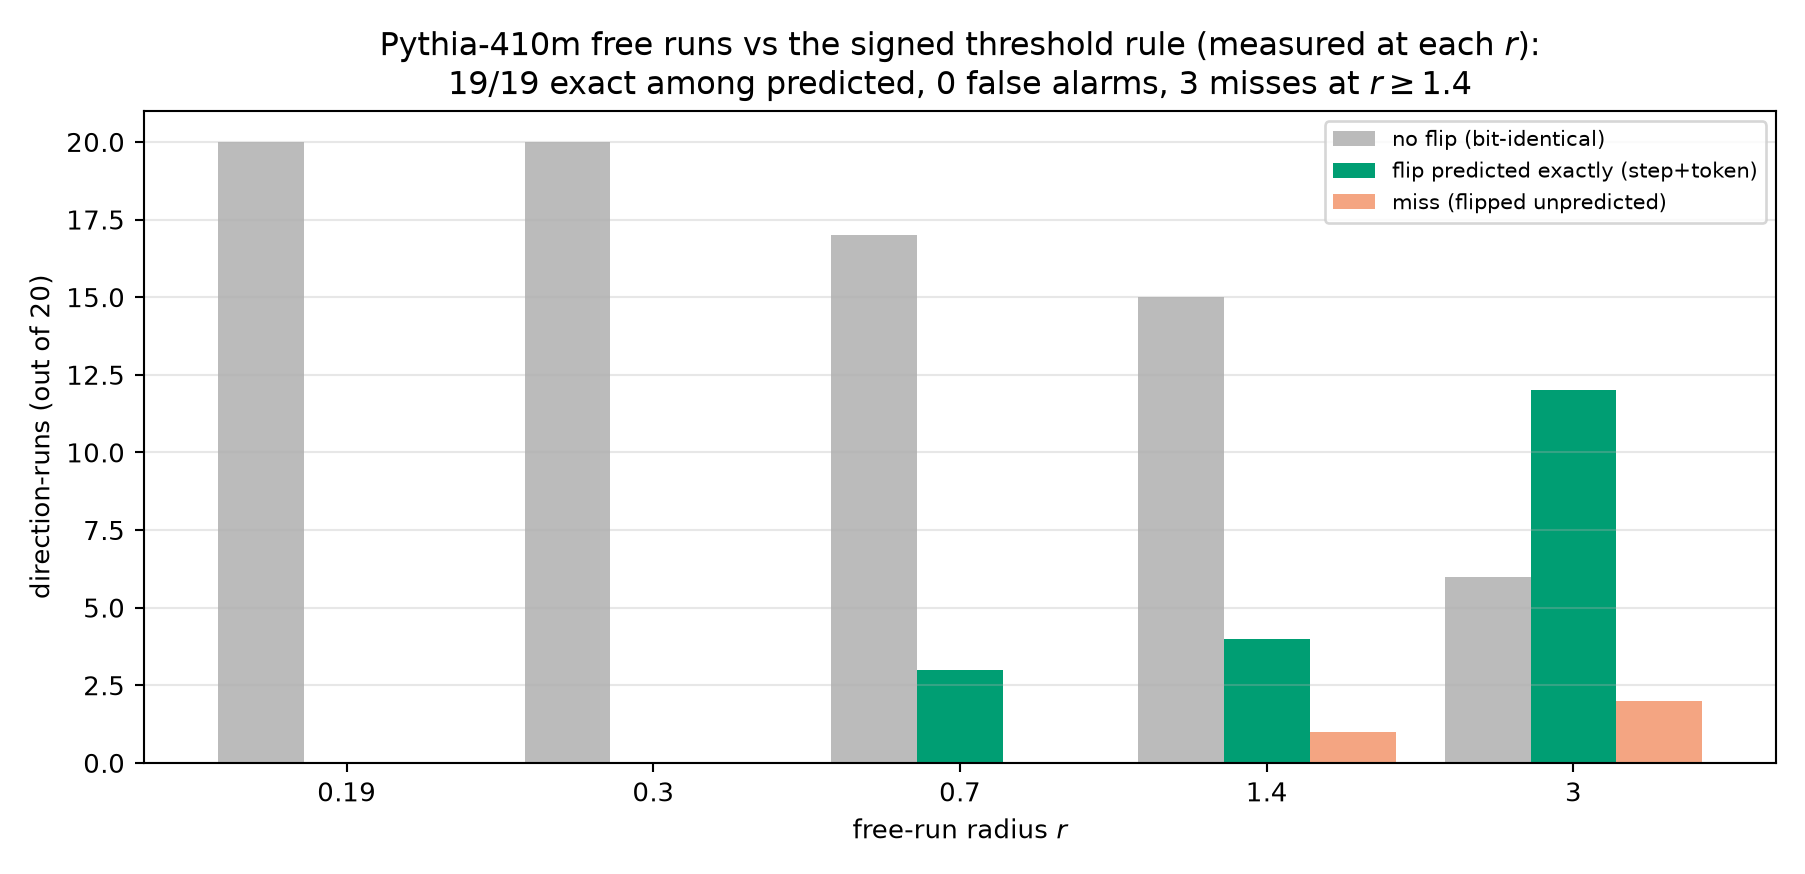 Pythia-410m free runs vs the signed threshold rule (measured at each r):
19/19 exact among predicted, 0 false alarms, 3 misses at r ≥ 1.4
no flip (bit-identical)
flip predicted exactly (step+token)
miss (flipped unpredicted)
direction-runs (out of 20)
20.0
17.5
15.0
12.5
10.0
7.5
5.0
2.5
0.0
0.19
0.3
0.7
1.4
3
free-run radius r